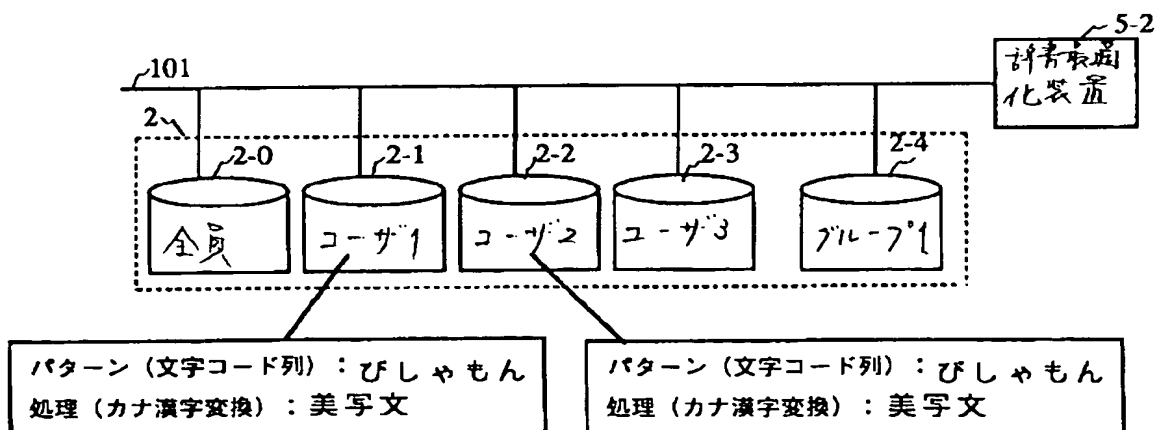 5-2
辞書最適
化装置
101
2
2-0
2-1
2-2
2-3
2-4
全員
ユーザ1
ユーザ2
ユーザ3
グループ1
パターン（文字コード列）：びしゃもん
処理（カナ漢字変換）：美写文
パターン（文字コード列）：びしゃもん
処理（カナ漢字変換）：美写文